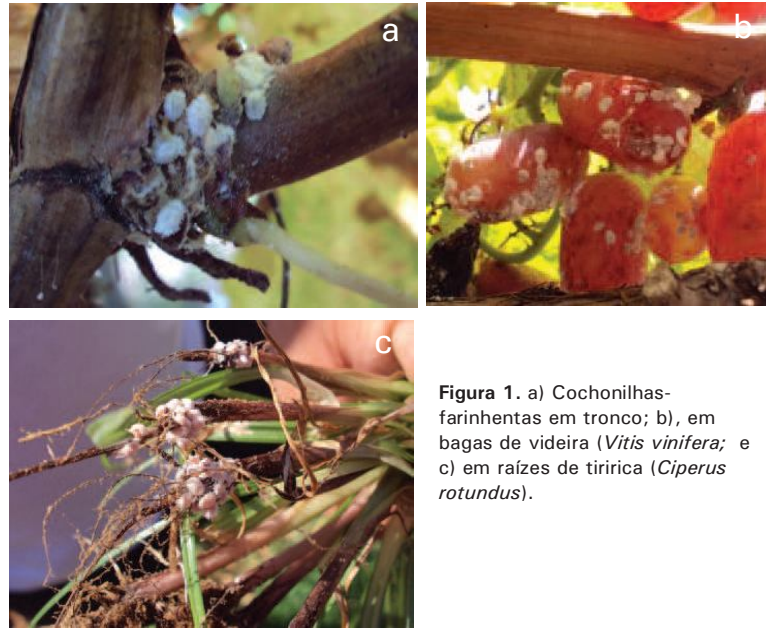 a
b
c
Figura 1. a) Cochonilhas-
farinhentas em tronco; b), em
bagas de videira (Vitis vinifera; e
c) em raízes de tiririca (Ciperus
rotundus).